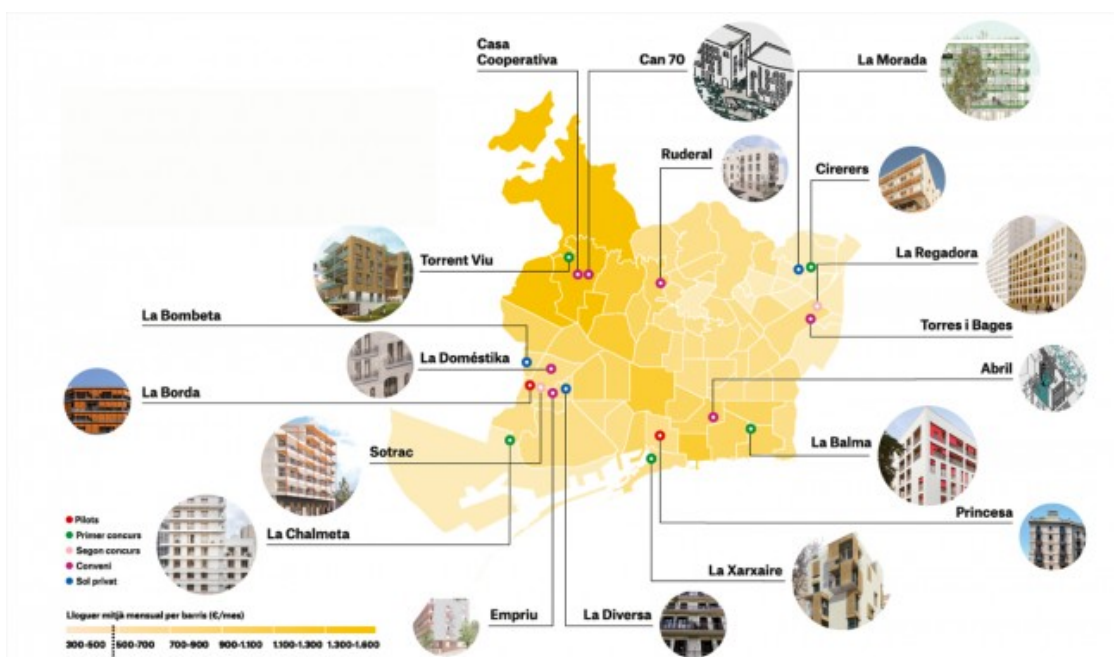 Casa
Cooperativa
Can 70
La Morada
Ruderal
Cirerers
Torrent Viu
La Regadora
La Bombeta
Torres i Bages
La Doméstika
Abril
La Borda
La Balma
Sotrac
Princesa
La Chalmeta
La Xarxaire
Empriu
La Diversa
Pilots
Primer concurs
Segon concurs
Conveni
Sol privat
Lloguer mitjà mensual per barris (€/mes)
300-500 500-700 700-900 900-1.100 1.100-1.300 1.300-1.600